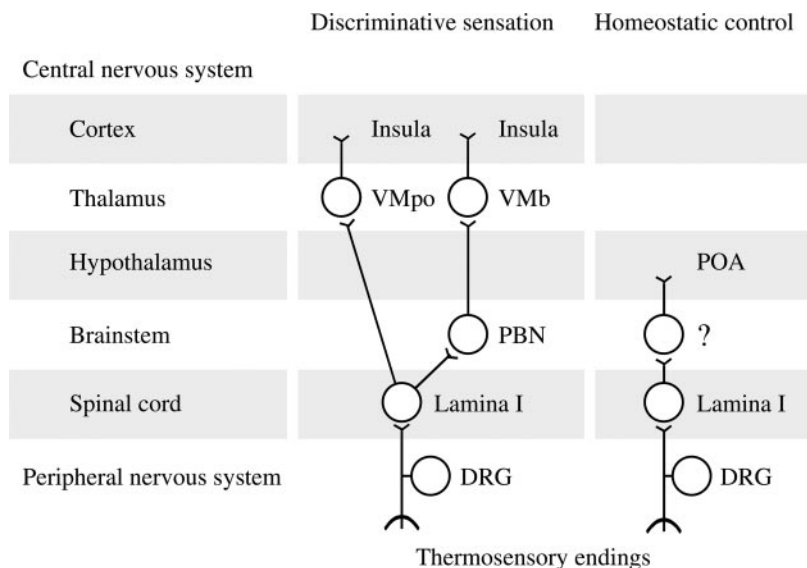 Discriminative sensation Homeostatic control
Central nervous system
Cortex Insula Insula
Thalamus VMpo VMb
Hypothalamus POA
Brainstem PBN ?
Spinal cord Lamina I Lamina I
Peripheral nervous system DRG DRG
Thermosensory endings